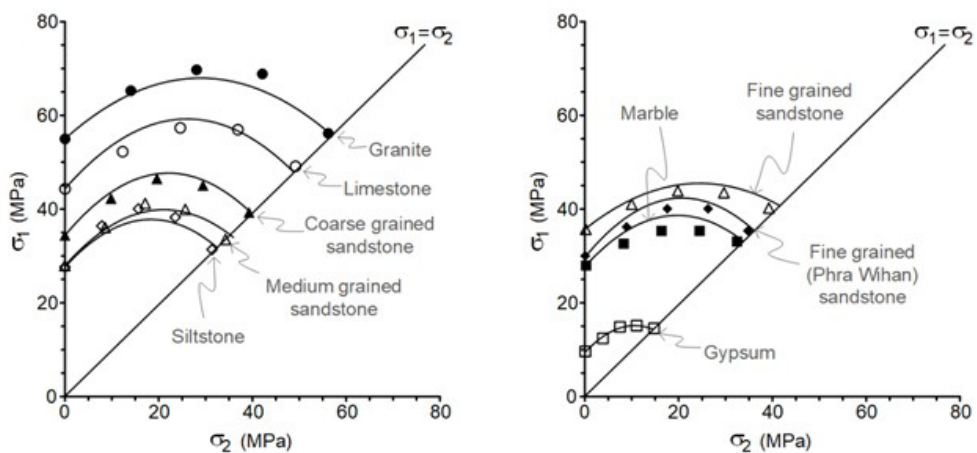 80
60
40
20
0
σ1 (MPa)
0
20
40
60
80
σ2 (MPa)
σ1=σ2
Granite
Limestone
Coarse grained
sandstone
Medium grained
sandstone
Siltstone
80
60
40
20
0
σ1 (MPa)
0
20
40
60
80
σ2 (MPa)
σ1=σ2
Fine grained
sandstone
Marble
Fine grained
(Phra Wihan)
sandstone
Gypsum